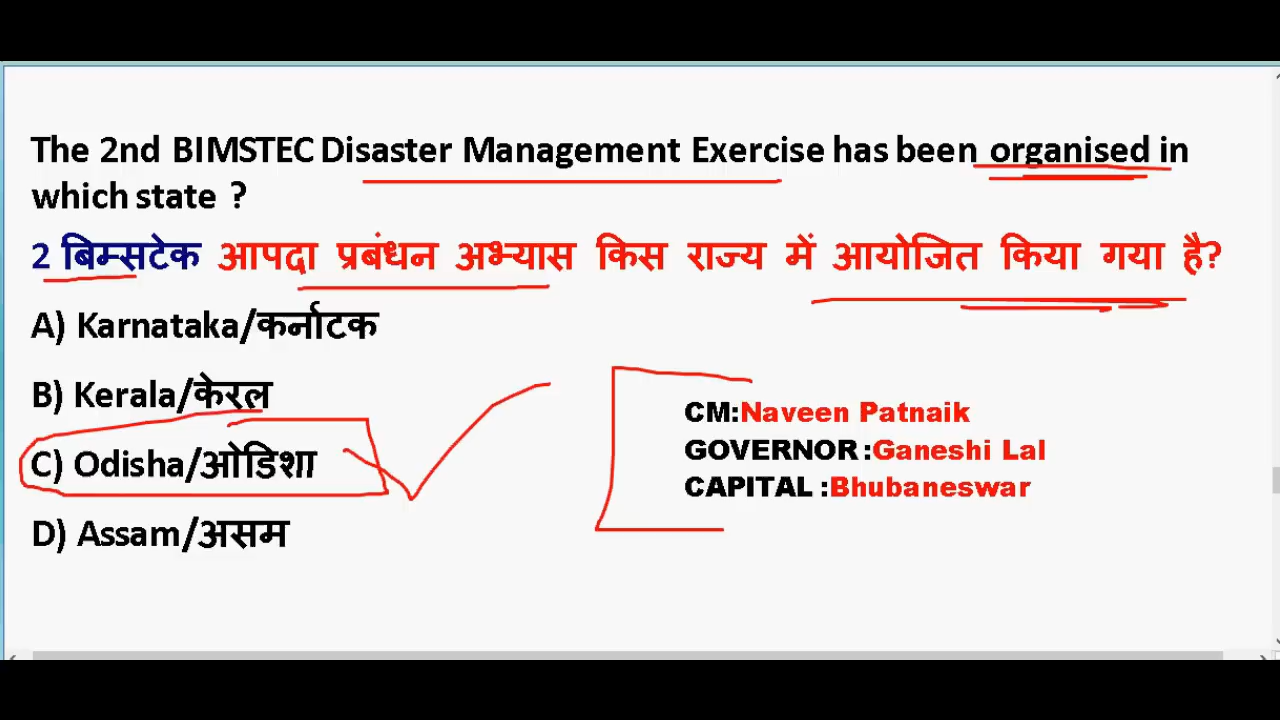 The 2nd BIMSTEC Disaster Management Exercise has been organised in
which state ?
2 बिम्सटेक आपदा प्रबंधन अभ्यास किस राज्य में आयोजित किया गया है?
A) Karnataka/कर्नाटक
B) Kerala/केरल
C) Odisha/ओडिशा
D) Assam/असम
CM:Naveen Patnaik
GOVERNOR :Ganeshi Lal
CAPITAL :Bhubaneswar